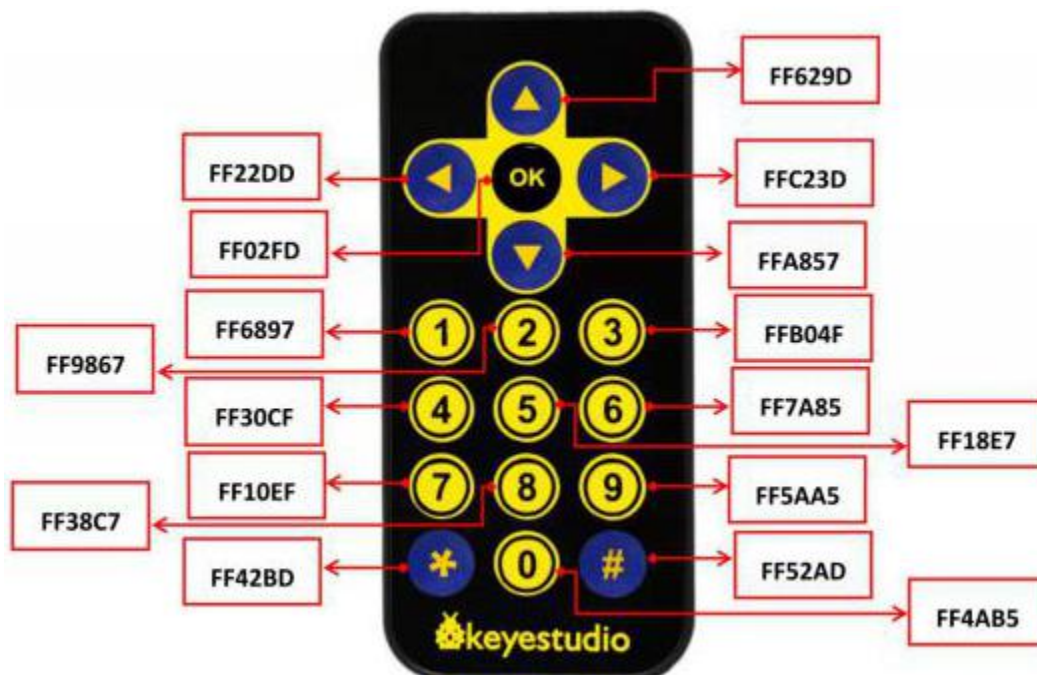 FF629D
FF22DD
OK
FFC23D
FF02FD
FFA857
FF6897
1 2 3
FFB04F
FF9867
FF30CF
4 5 6
FF7A85
FF18E7
FF10EF
7 8 9
FF5AA5
FF38C7
FF42BD
* 0 #
FF52AD
FF4AB5
keyestudio